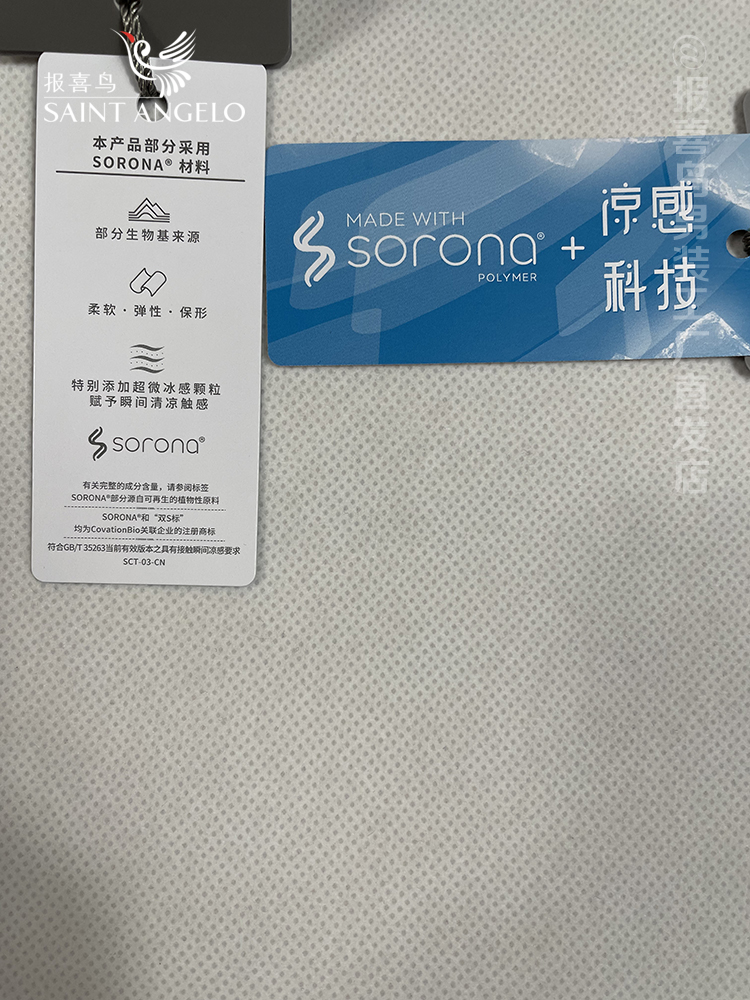 报喜鸟
SAINT ANGELO
本产品部分采用
SORONA® 材料
部分生物基来源
柔软·弹性·保形
特别添加超微冰感颗粒
赋予瞬间清凉触感
sorona®
有关完整的成分含量，请参阅标签
SORONA®部分源自可再生的植物性原料
SORONA®和“双S标”
均为CovationBio关联企业的注册商标
符合GB/T 35263当前有效版本之具有接触瞬间凉感要求
SCT-03-CN
MADE WITH
sorona®
POLYMER
+
凉感
科技
报喜鸟男装